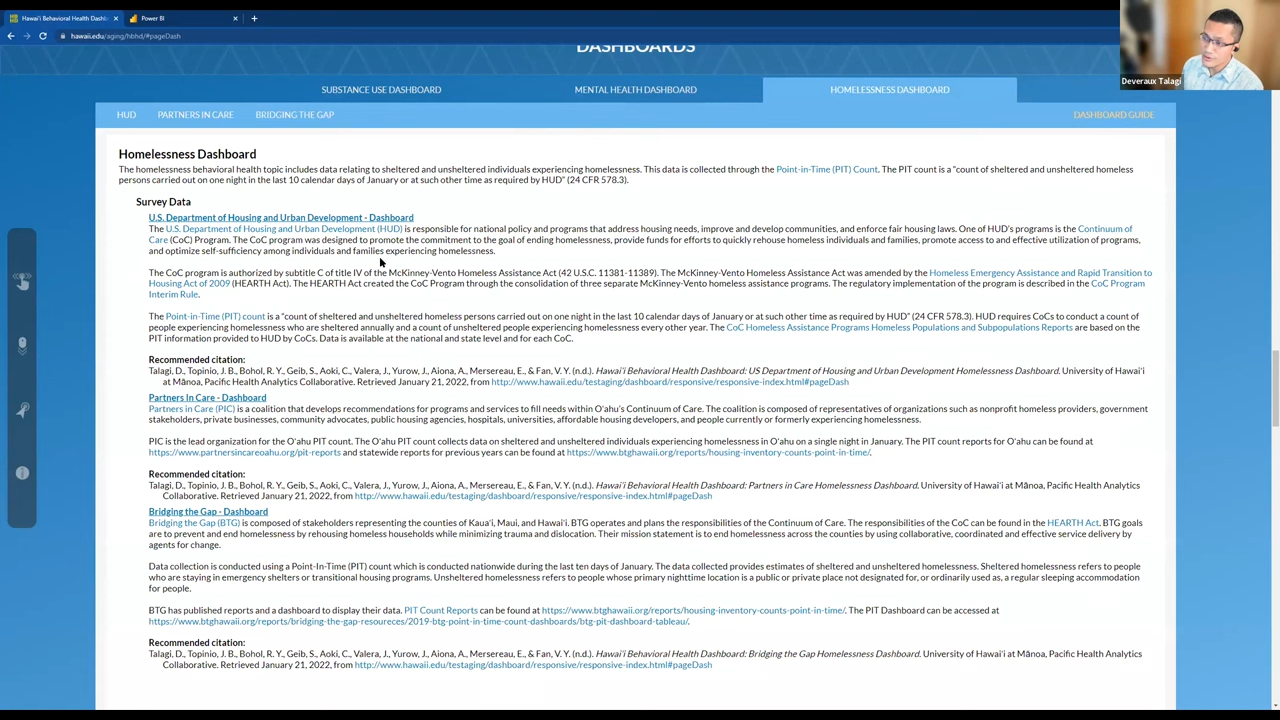 Hawai'i Behavioral Health Dashb
Power BI
hawaii.edu/aging/hbhd/#pageDash
DASHBOARDS
Deveraux Talagi
SUBSTANCE USE DASHBOARD
MENTAL HEALTH DASHBOARD
HOMELESSNESS DASHBOARD
HUD
PARTNERS IN CARE
BRIDGING THE GAP
DASHBOARD GUIDE
Homelessness Dashboard
The homelessness behavioral health topic includes data relating to sheltered and unsheltered individuals experiencing homelessness. This data is collected through the Point-in-Time (PIT) Count. The PIT count is a "count of sheltered and unsheltered homeless
persons carried out on one night in the last 10 calendar days of January or at such other time as required by HUD" (24 CFR 578.3).
Survey Data
U.S. Department of Housing and Urban Development - Dashboard
The U.S. Department of Housing and Urban Development (HUD) is responsible for national policy and programs that address housing needs, improve and develop communities, and enforce fair housing laws. One of HUD's programs is the Continuum of
Care (CoC) Program. The CoC program was designed to promote the commitment to the goal of ending homelessness, provide funds for efforts to quickly rehouse homeless individuals and families, promote access to and effective utilization of programs,
and optimize self-sufficiency among individuals and families experiencing homelessness.
The CoC program is authorized by subtitle C of title IV of the McKinney-Vento Homeless Assistance Act (42 U.S.C. 11381-11389). The McKinney-Vento Homeless Assistance Act was amended by the Homeless Emergency Assistance and Rapid Transition to
Housing Act of 2009 (HEARTH Act). The HEARTH Act created the CoC Program through the consolidation of three separate McKinney-Vento homeless assistance programs. The regulatory implementation of the program is described in the CoC Program
Interim Rule.
The Point-in-Time (PIT) count is a "count of sheltered and unsheltered homeless persons carried out on one night in the last 10 calendar days of January or at such other time as required by HUD" (24 CFR 578.3). HUD requires CoCs to conduct a count of
people experiencing homelessness who are sheltered annually and a count of unsheltered people experiencing homelessness every other year. The CoC Homeless Assistance Programs Homeless Populations and Subpopulations Reports are based on the
PIT information provided to HUD by CoCs. Data is available at the national and state level and for each CoC.
Recommended citation:
Talagi, D., Topinio, J. B., Bohol, R. Y., Geib, S., Aoki, C., Valera, J., Yurow, J., Aiona, A., Mersereau, E., & Fan, V. Y. (n.d.). Hawai'i Behavioral Health Dashboard: US Department of Housing and Urban Development Homelessness Dashboard. University of Hawai'i
at Mānoa, Pacific Health Analytics Collaborative. Retrieved January 21, 2022, from http://www.hawaii.edu/testaging/dashboard/responsive/responsive-index.html#pageDash
Partners In Care - Dashboard
Partners in Care (PIC) is a coalition that develops recommendations for programs and services to fill needs within O'ahu's Continuum of Care. The coalition is composed of representatives of organizations such as nonprofit homeless providers, government
stakeholders, private businesses, community advocates, public housing agencies, hospitals, universities, affordable housing developers, and people currently or formerly experiencing homelessness.
PIC is the lead organization for the O'ahu PIT count. The O'ahu PIT count collects data on sheltered and unsheltered individuals experiencing homelessness in O'ahu on a single night in January. The PIT count reports for O'ahu can be found at
https://www.partnersincareoahu.org/pit-reports and statewide reports for previous years can be found at https://www.btghawaii.org/reports/housing-inventory-counts-point-in-time/.
Recommended citation:
Talagi, D., Topinio, J. B., Bohol, R. Y., Geib, S., Aoki, C., Valera, J., Yurow, J., Aiona, A., Mersereau, E., & Fan, V. Y. (n.d.). Hawai'i Behavioral Health Dashboard: Partners in Care Homelessness Dashboard. University of Hawai'i at Mānoa, Pacific Health Analytics
Collaborative. Retrieved January 21, 2022, from http://www.hawaii.edu/testaging/dashboard/responsive/responsive-index.html#pageDash
Bridging the Gap - Dashboard
Bridging the Gap (BTG) is composed of stakeholders representing the counties of Kaua'i, Maui, and Hawai'i. BTG operates and plans the responsibilities of the Continuum of Care. The responsibilities of the CoC can be found in the HEARTH Act. BTG goals
are to prevent and end homelessness by rehousing homeless households while minimizing trauma and dislocation. Their mission statement is to end homelessness across the counties by using collaborative, coordinated and effective service delivery by
agents for change.
Data collection is conducted using a Point-In-Time (PIT) count which is conducted nationwide during the last ten days of January. The data collected provides estimates of Sheltered and unsheltered homelessness. Sheltered homelessness refers to people
who are staying in emergency shelters or transitional housing programs. Unsheltered homelessness refers to people whose primary nighttime location is a public or private place not designated for, or ordinarily used as, a regular sleeping accommodation
for people.
BTG has published reports and a dashboard to display their data. PIT Count Reports can be found at https://www.btghawaii.org/reports/housing-inventory-counts-point-in-time/. The PIT Dashboard can be accessed at
https://www.btghawaii.org/reports/bridging-the-gap-resoureces/2019-btg-point-in-time-count-dashboards/btg-pit-dashboard-tableau/.
Recommended citation:
Talagi, D., Topinio, J. B., Bohol, R. Y., Geib, S., Aoki, C., Valera, J., Yurow, J., Aiona, A., Mersereau, E., & Fan, V. Y. (n.d.). Hawai'i Behavioral Health Dashboard: Bridging the Gap Homelessness Dashboard. University of Hawai'i at Mānoa, Pacific Health Analytics
Collaborative. Retrieved January 21, 2022, from http://www.hawaii.edu/testaging/dashboard/responsive/responsive-index.html#pageDash